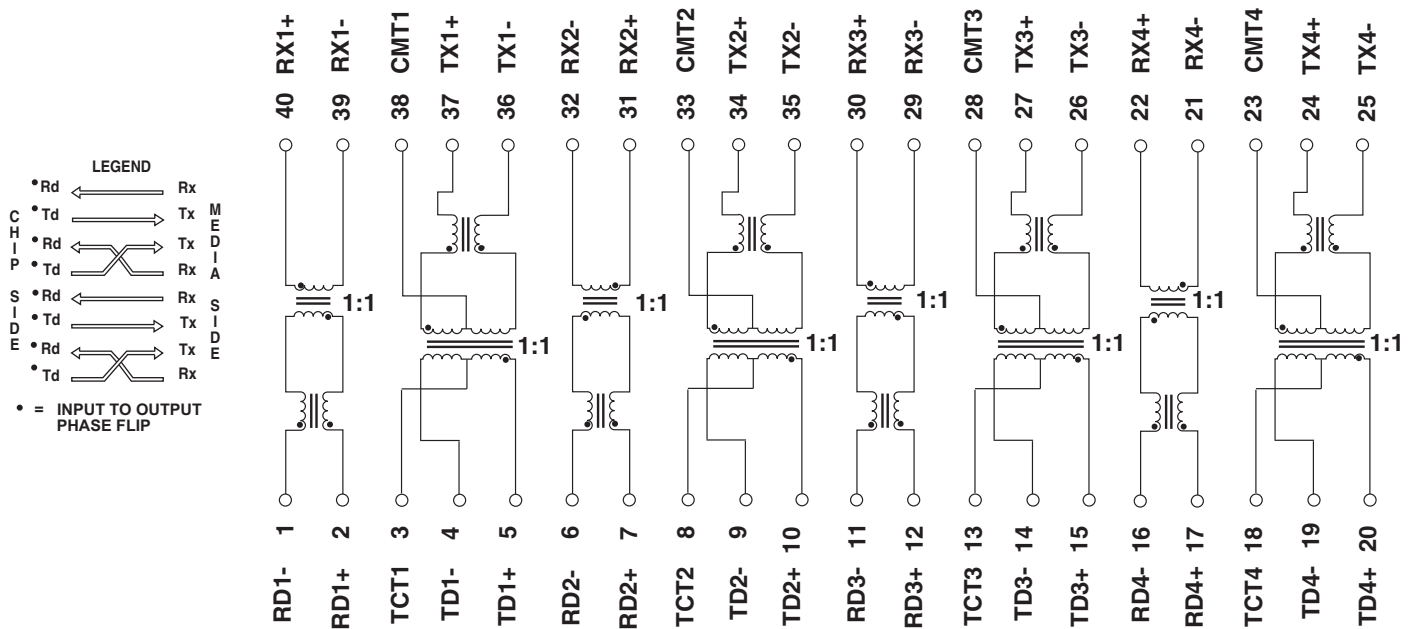 RX1+ RX1- CMT1 TX1+ TX1- RX2- RX2+ CMT2 TX2+ TX2- RX3+ RX3- CMT3 TX3+ TX3- RX4+ RX4- CMT4 TX4+ TX4-
40 39 38 37 36 32 31 33 34 35 30 29 28 27 26 22 21 23 24 25
LEGEND
CHIP SIDE
MEDIA SIDE
• Rd Rx
• Td Tx
• Rd Tx
• Td Rx
• Rd Rx
• Td Tx
• Rd Tx
• Td Rx
• = INPUT TO OUTPUT
PHASE FLIP
1:1 1:1 1:1 1:1
1:1 1:1 1:1 1:1
1 2 3 4 5 6 7 8 9 10 11 12 13 14 15 16 17 18 19 20
RD1- RD1+ TCT1 TD1- TD1+ RD2- RD2+ TCT2 TD2- TD2+ RD3- RD3+ TCT3 TD3- TD3+ RD4- RD4+ TCT4 TD4- TD4+